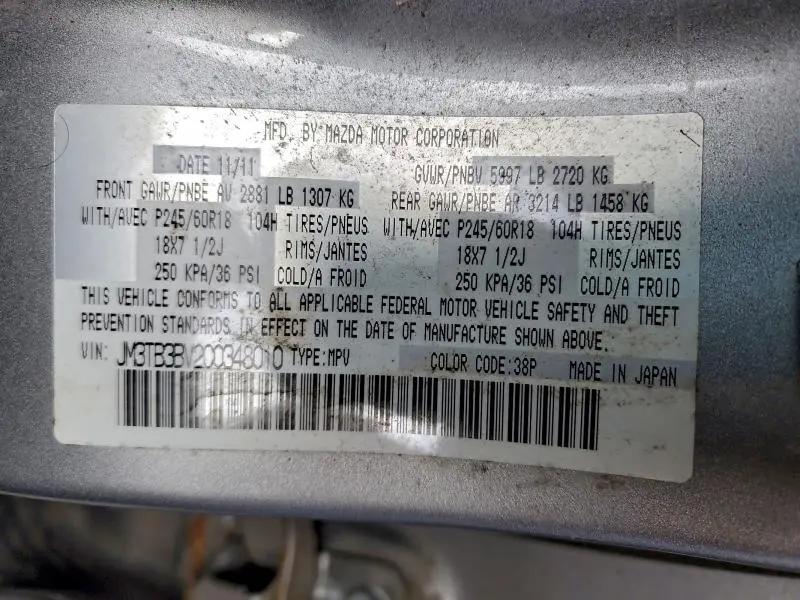 MFD. BY MAZDA MOTOR CORPORATION
DATE 11/11 GVWR/PNBV 5997 LB 2720 KG
FRONT GAWR/PNBE AV 2881 LB 1307 KG REAR GAWR/PNBE AR 3214 LB 1458 KG
WITH/AVEC P245/60R18 104H TIRES/PNEUS WITH/AVEC P245/60R18 104H TIRES/PNEUS
18X7 1/2J RIMS/JANTES 18X7 1/2J RIMS/JANTES
250 KPA/36 PSI COLD/A FROID 250 KPA/36 PSI COLD/A FROID
THIS VEHICLE CONFORMS TO ALL APPLICABLE FEDERAL MOTOR VEHICLE SAFETY AND THEFT
PREVENTION STANDARDS IN EFFECT ON THE DATE OF MANUFACTURE SHOWN ABOVE.
VIN: JM3TB3BV2C0348010 TYPE:MPV COLOR CODE:38P MADE IN JAPAN